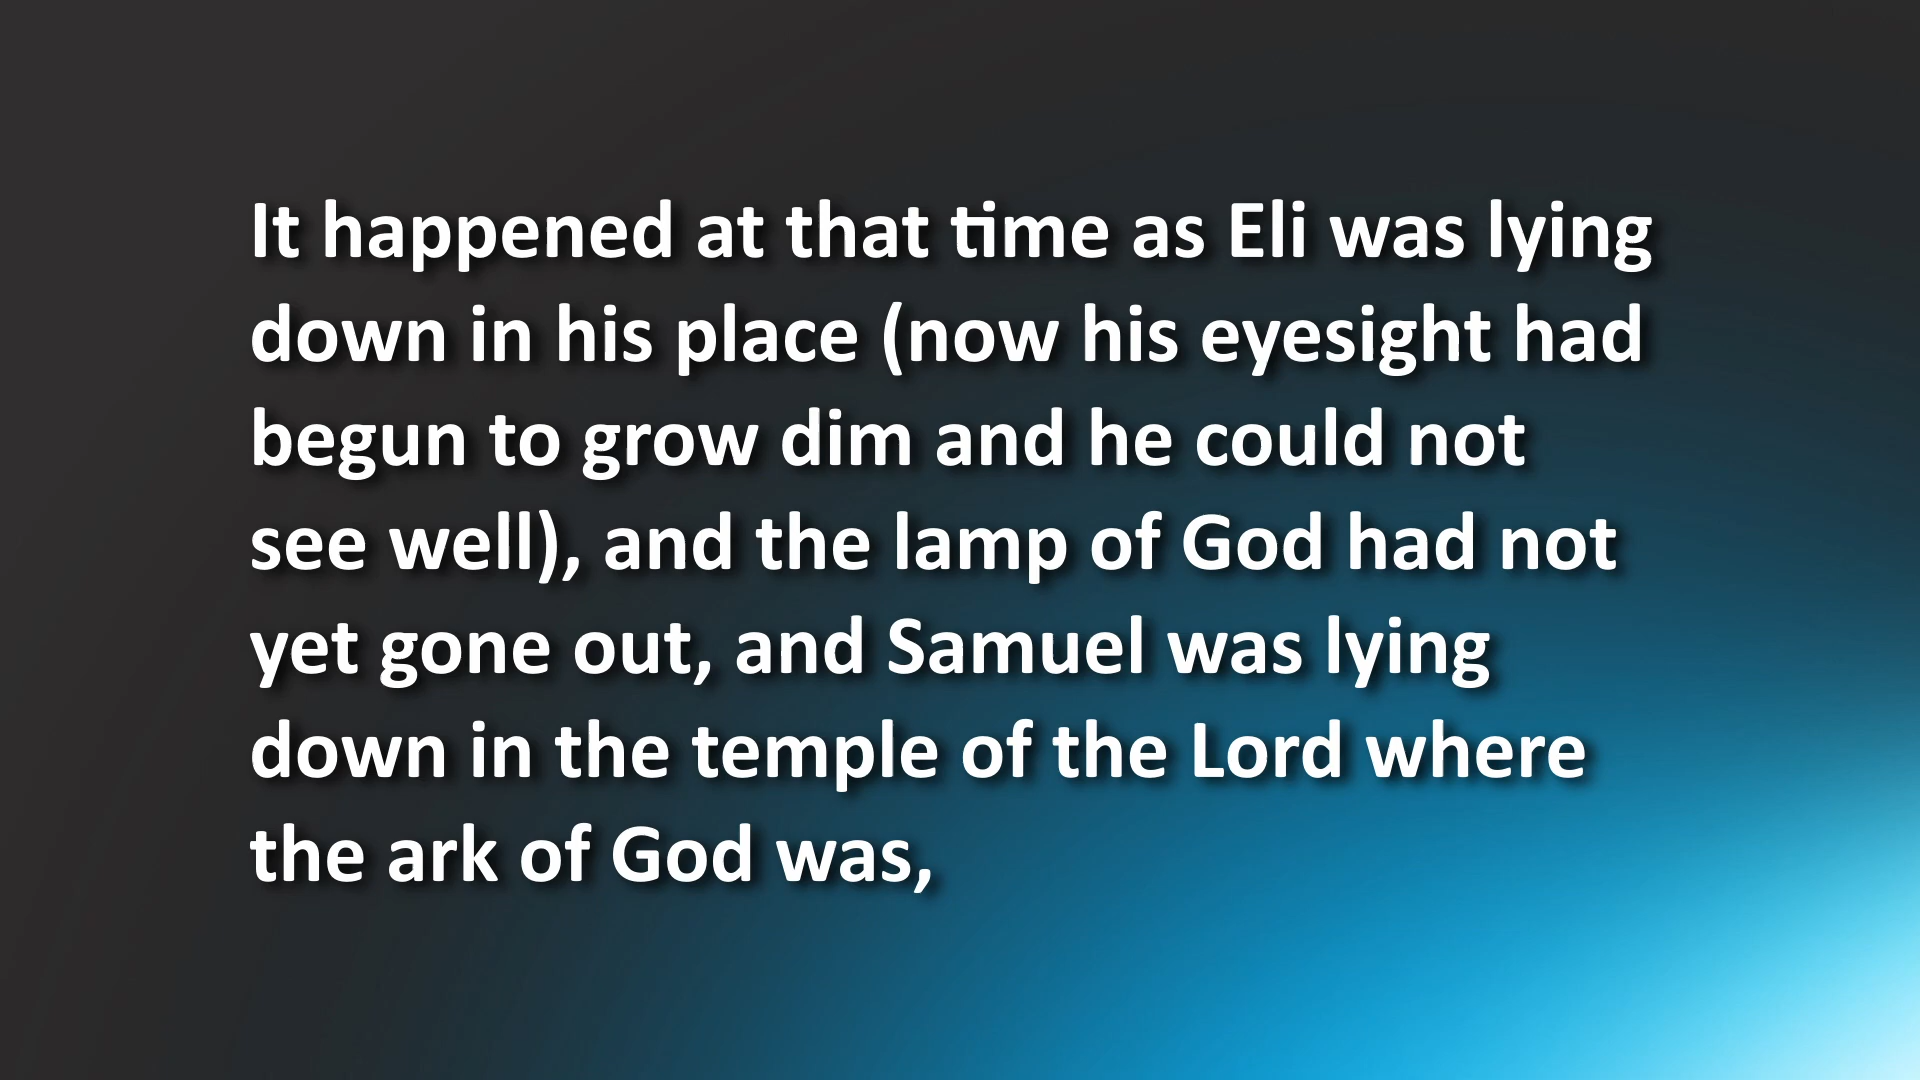 It happened at that time as Eli was lying
down in his place (now his eyesight had
begun to grow dim and he could not
see well), and the lamp of God had not
yet gone out, and Samuel was lying
down in the temple of the Lord where
the ark of God was,